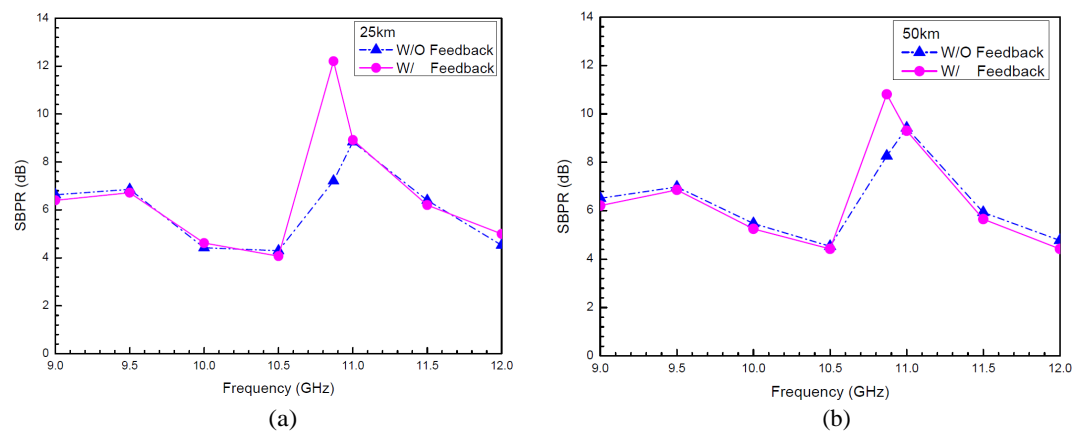 14
12
10
8
6
4
2
0
SBPR (dB)
25km
W/O Feedback
W/ Feedback
9.0 9.5 10.0 10.5 11.0 11.5 12.0
Frequency (GHz)
(a)
14
12
10
8
6
4
2
0
SBPR (dB)
50km
W/O Feedback
W/ Feedback
9.0 9.5 10.0 10.5 11.0 11.5 12.0
Frequency (GHz)
(b)